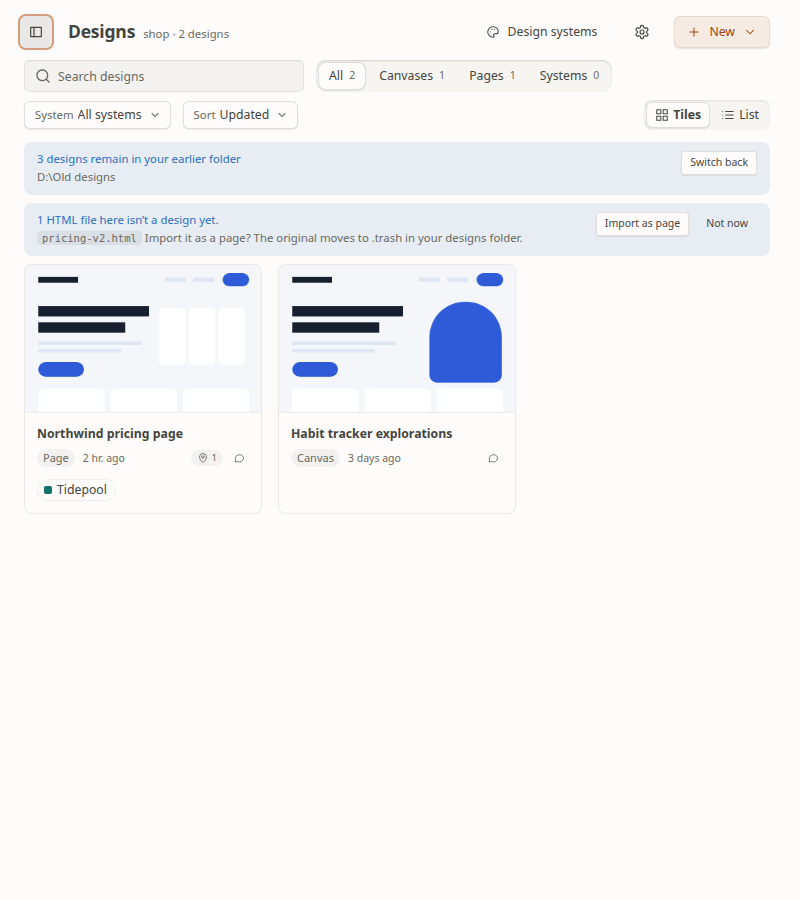 Designs shop · 2 designs
Design systems
New
Search designs
All 2
Canvases 1
Pages 1
Systems 0
System All systems
Sort Updated
Tiles
List
3 designs remain in your earlier folder
D:\Old designs
Switch back
1 HTML file here isn't a design yet.
pricing-v2.html Import it as a page? The original moves to .trash in your designs folder.
Import as page
Not now
Northwind pricing page
Page 2 hr. ago 1
Tidepool
Habit tracker explorations
Canvas 3 days ago